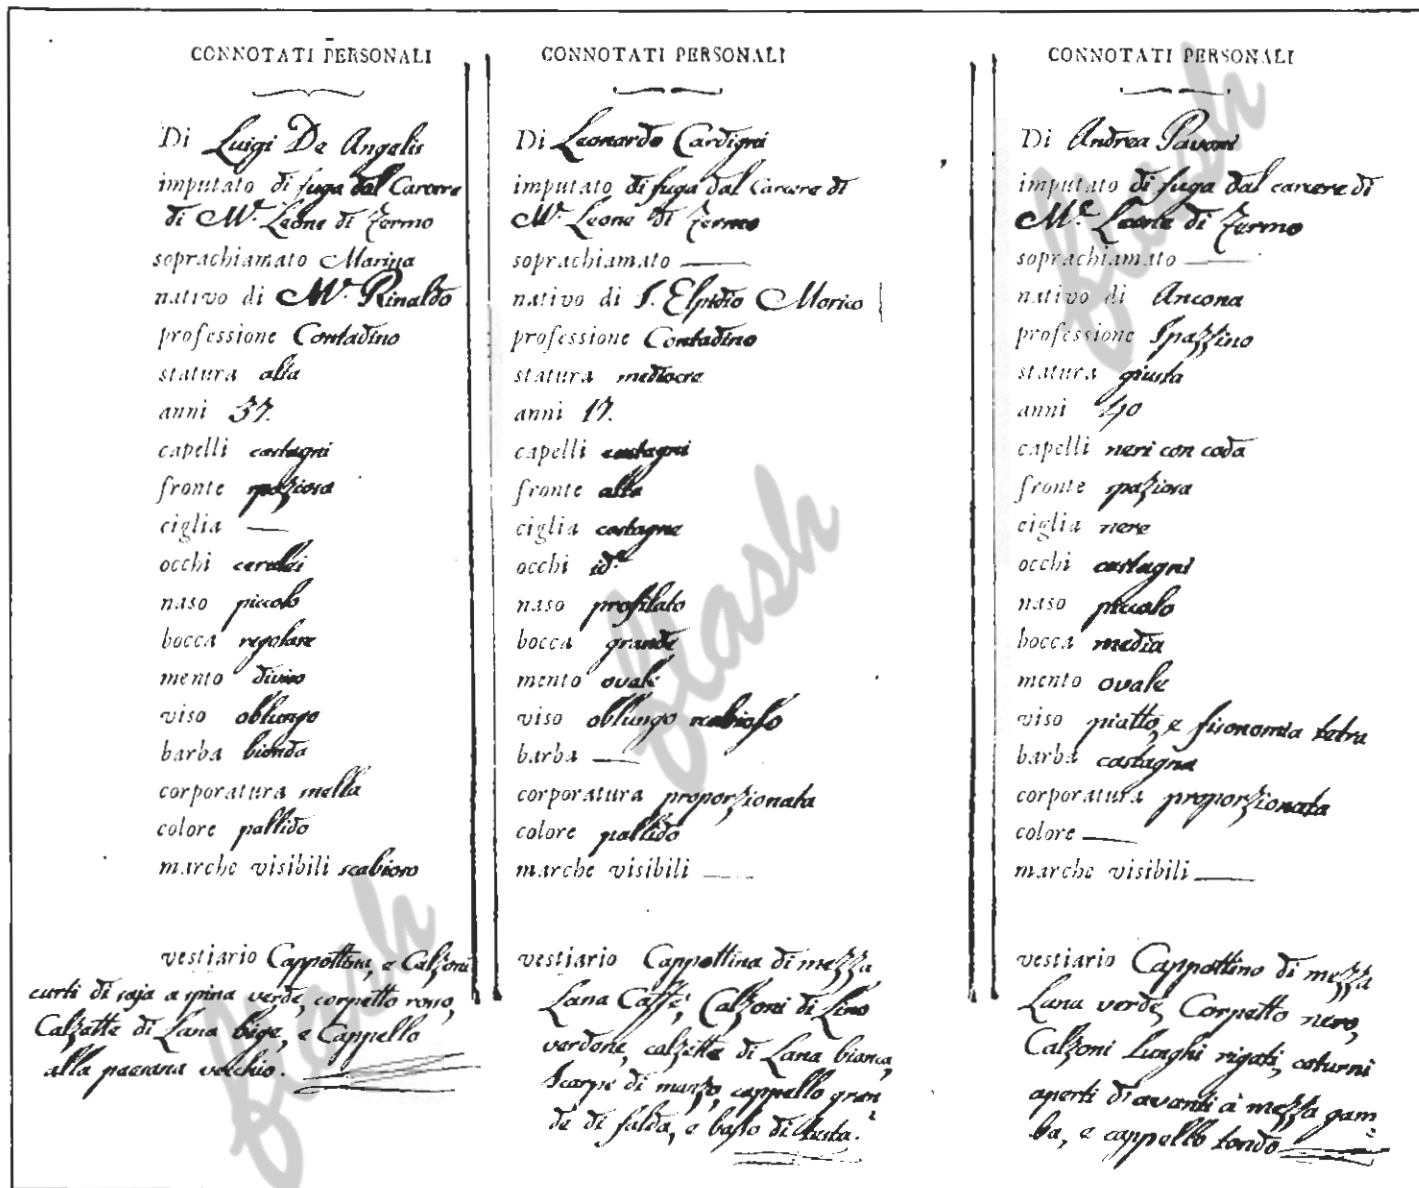 CONNOTATI PERSONALI
Di Luigi De Angelis
imputato di fuga dal Carcere
di M.e Leone di Fermo
soprachiamato Marina
nativo di M.e Rinaldo
professione Contadino
statura alta
anni 37.
capelli castagni
fronte spaziosa
ciglia —
occhi cerulei
naso piccolo
bocca regolare
mento diviso
viso oblungo
barba bionda
corporatura snella
colore pallido
marche visibili scabioso
vestiario Cappottina, e Calzoni
curti di saja a spina verde, corpetto rosso,
Calzette di Lana bige, e Cappello
alla paesana vecchio.
CONNOTATI PERSONALI
Di Leonardo Cardigni
imputato di fuga dal Carcere di
M.e Leone di Fermo
soprachiamato —
nativo di S. Elpidio Morico
professione Contadino
statura mediocre
anni 17.
capelli castagni
fronte alta
ciglia castagne
occhi id.e
naso profilato
bocca grande
mento ovale
viso oblungo scabioso
barba —
corporatura proporzionata
colore pallido
marche visibili —
vestiario Cappottina di mezza
Lana Caffè, Calzoni di Lino
verdone, calzette di Lana bianca,
Scarpe di manzo, cappello gran
de di falda, e basso di testa.
CONNOTATI PERSONALI
Di Andrea Pavoni
imputato di fuga dal carcere di
M.e Leone di Fermo
soprachiamato —
nativo di Ancona
professione Spazzino
statura giusta
anni 40
capelli neri con coda
fronte spaziosa
ciglia nere
occhi castagni
naso piccolo
bocca media
mento ovale
viso piatto, e fisonomia tetra
barba castagna
corporatura proporzionata
colore —
marche visibili —
vestiario Cappottino di mezza
Lana verde, Corpetto nero,
Calzoni Lunghi rigati, coturni
aperti d'avanti à mezza gam
ba, e cappello tondo
flash
flash
flash